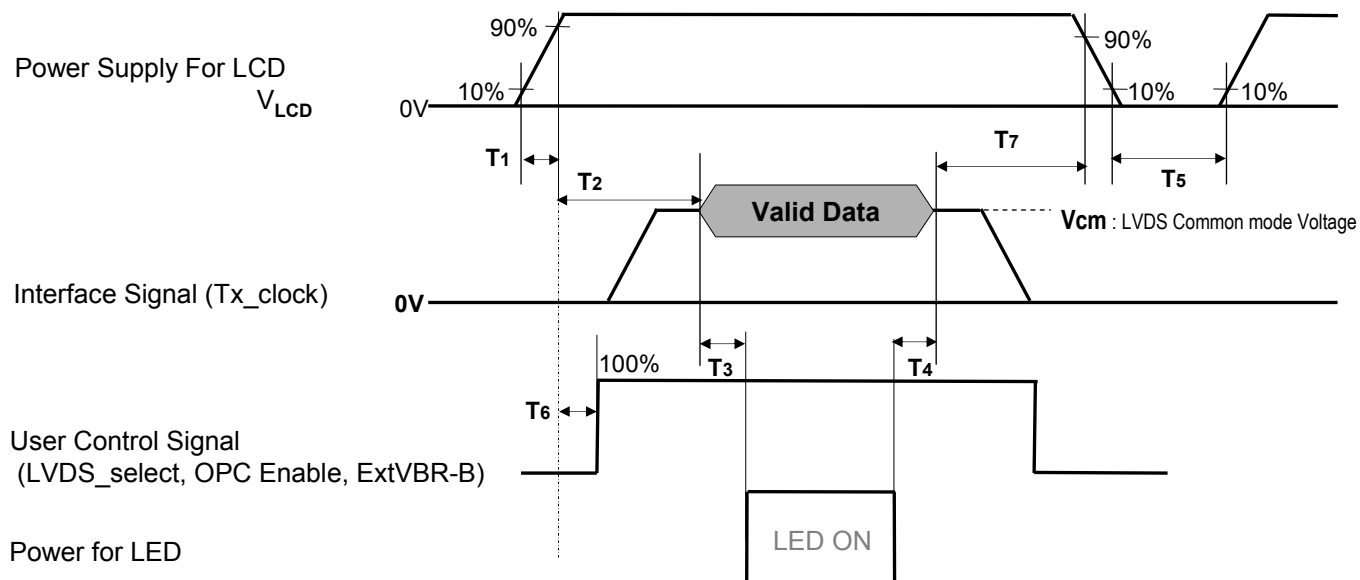 90%
90%
Power Supply For LCD
VLCD
10%
10%
10%
0V
T1
T7
T2
T5
Valid Data
Vcm : LVDS Common mode Voltage
Interface Signal (Tx_clock)
0V
100%
T3
T4
T6
User Control Signal
(LVDS_select, OPC Enable, ExtVBR-B)
LED ON
Power for LED